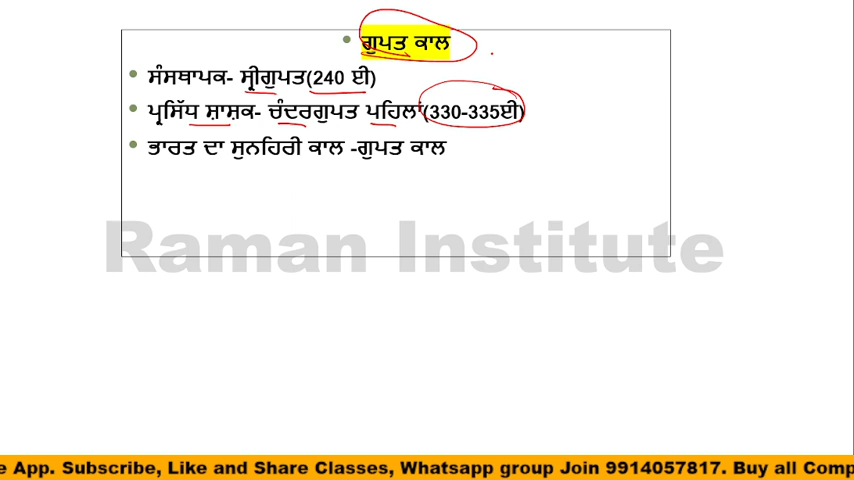 ਗੁਪਤ ਕਾਲ
ਸੰਸਥਾਪਕ- ਸ੍ਰੀਗੁਪਤ(240 ਈ)
ਪ੍ਰਸਿੱਧ ਸ਼ਾਸ਼ਕ- ਚੰਦਰਗੁਪਤ ਪਹਿਲਾ(330-335ਈ)
ਭਾਰਤ ਦਾ ਸੁਨਹਿਰੀ ਕਾਲ -ਗੁਪਤ ਕਾਲ
Raman Institute
e App. Subscribe, Like and Share Classes, Whatsapp group Join 9914057817. Buy all Comp